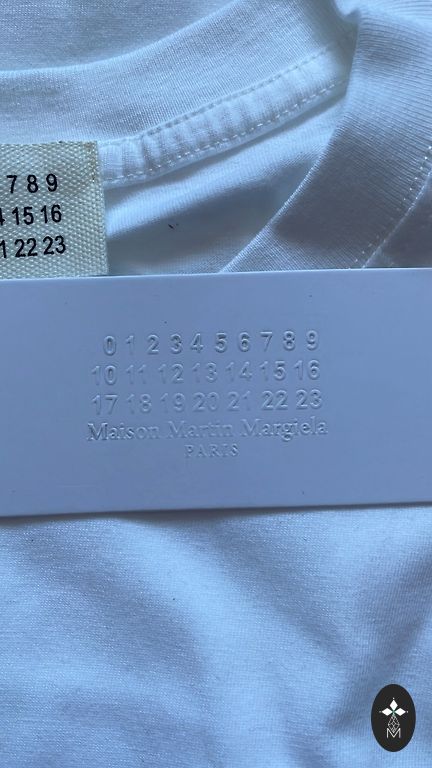 7 8 9
4 15 16
1 22 23
0 1 2 3 4 5 6 7 8 9
10 11 12 13 14 15 16
17 18 19 20 21 22 23
Maison Martin Margiela
PARIS
M